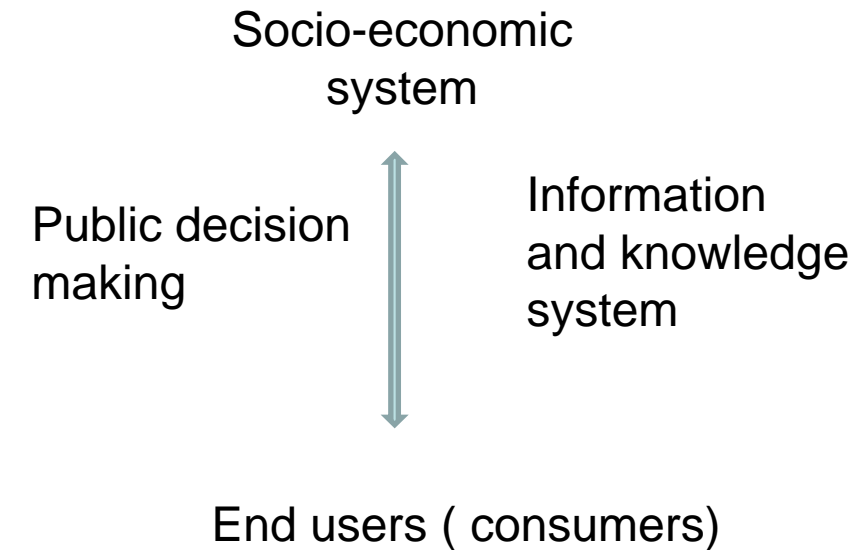 Socio-economic
system
Public decision
making
Information
and knowledge
system
End users ( consumers)